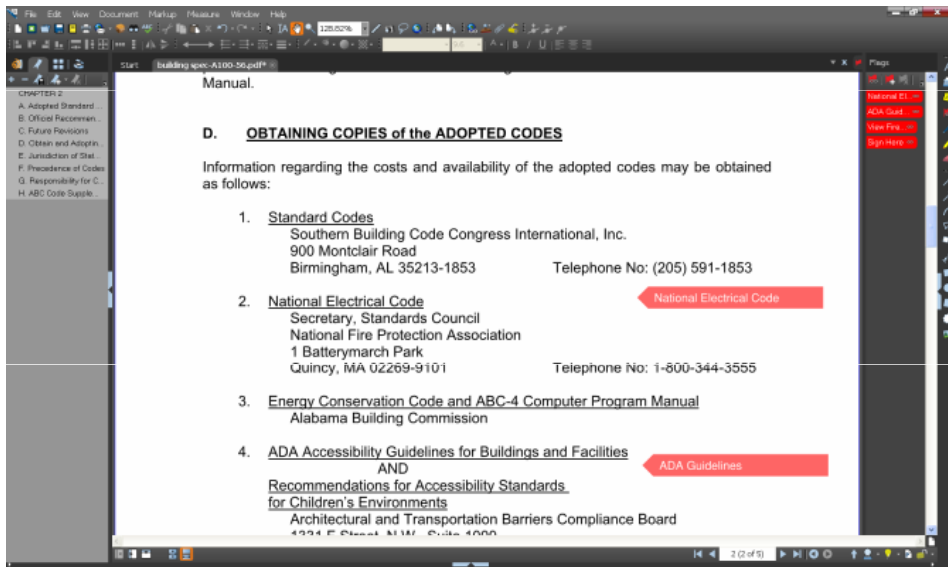 File Edit View Document Markup Measure Window Help
128.82%
Start building spec-A100-56.pdf*
Flags
CHAPTER 2
A. Adopted Standard ...
B. Official Recommen...
C. Future Revisions
D. Obtain and Adoptin...
E. Jurisdiction of Stat...
F. Precedence of Codes
G. Responsibility for C...
H. ABC Code Supple...
Manual.
D. OBTAINING COPIES of the ADOPTED CODES
Information regarding the costs and availability of the adopted codes may be obtained
as follows:
1. Standard Codes
Southern Building Code Congress International, Inc.
900 Montclair Road
Birmingham, AL 35213-1853 Telephone No: (205) 591-1853
2. National Electrical Code
National Electrical Code
Secretary, Standards Council
National Fire Protection Association
1 Batterymarch Park
Quincy, MA 02269-9101 Telephone No: 1-800-344-3555
3. Energy Conservation Code and ABC-4 Computer Program Manual
Alabama Building Commission
4. ADA Accessibility Guidelines for Buildings and Facilities
ADA Guidelines
AND
Recommendations for Accessibility Standards
for Children's Environments
Architectural and Transportation Barriers Compliance Board
1331 F Street, N.W., Suite 1000
National El...
ADA Guid...
View Fire...
Sign Here
2 (2 of 5)